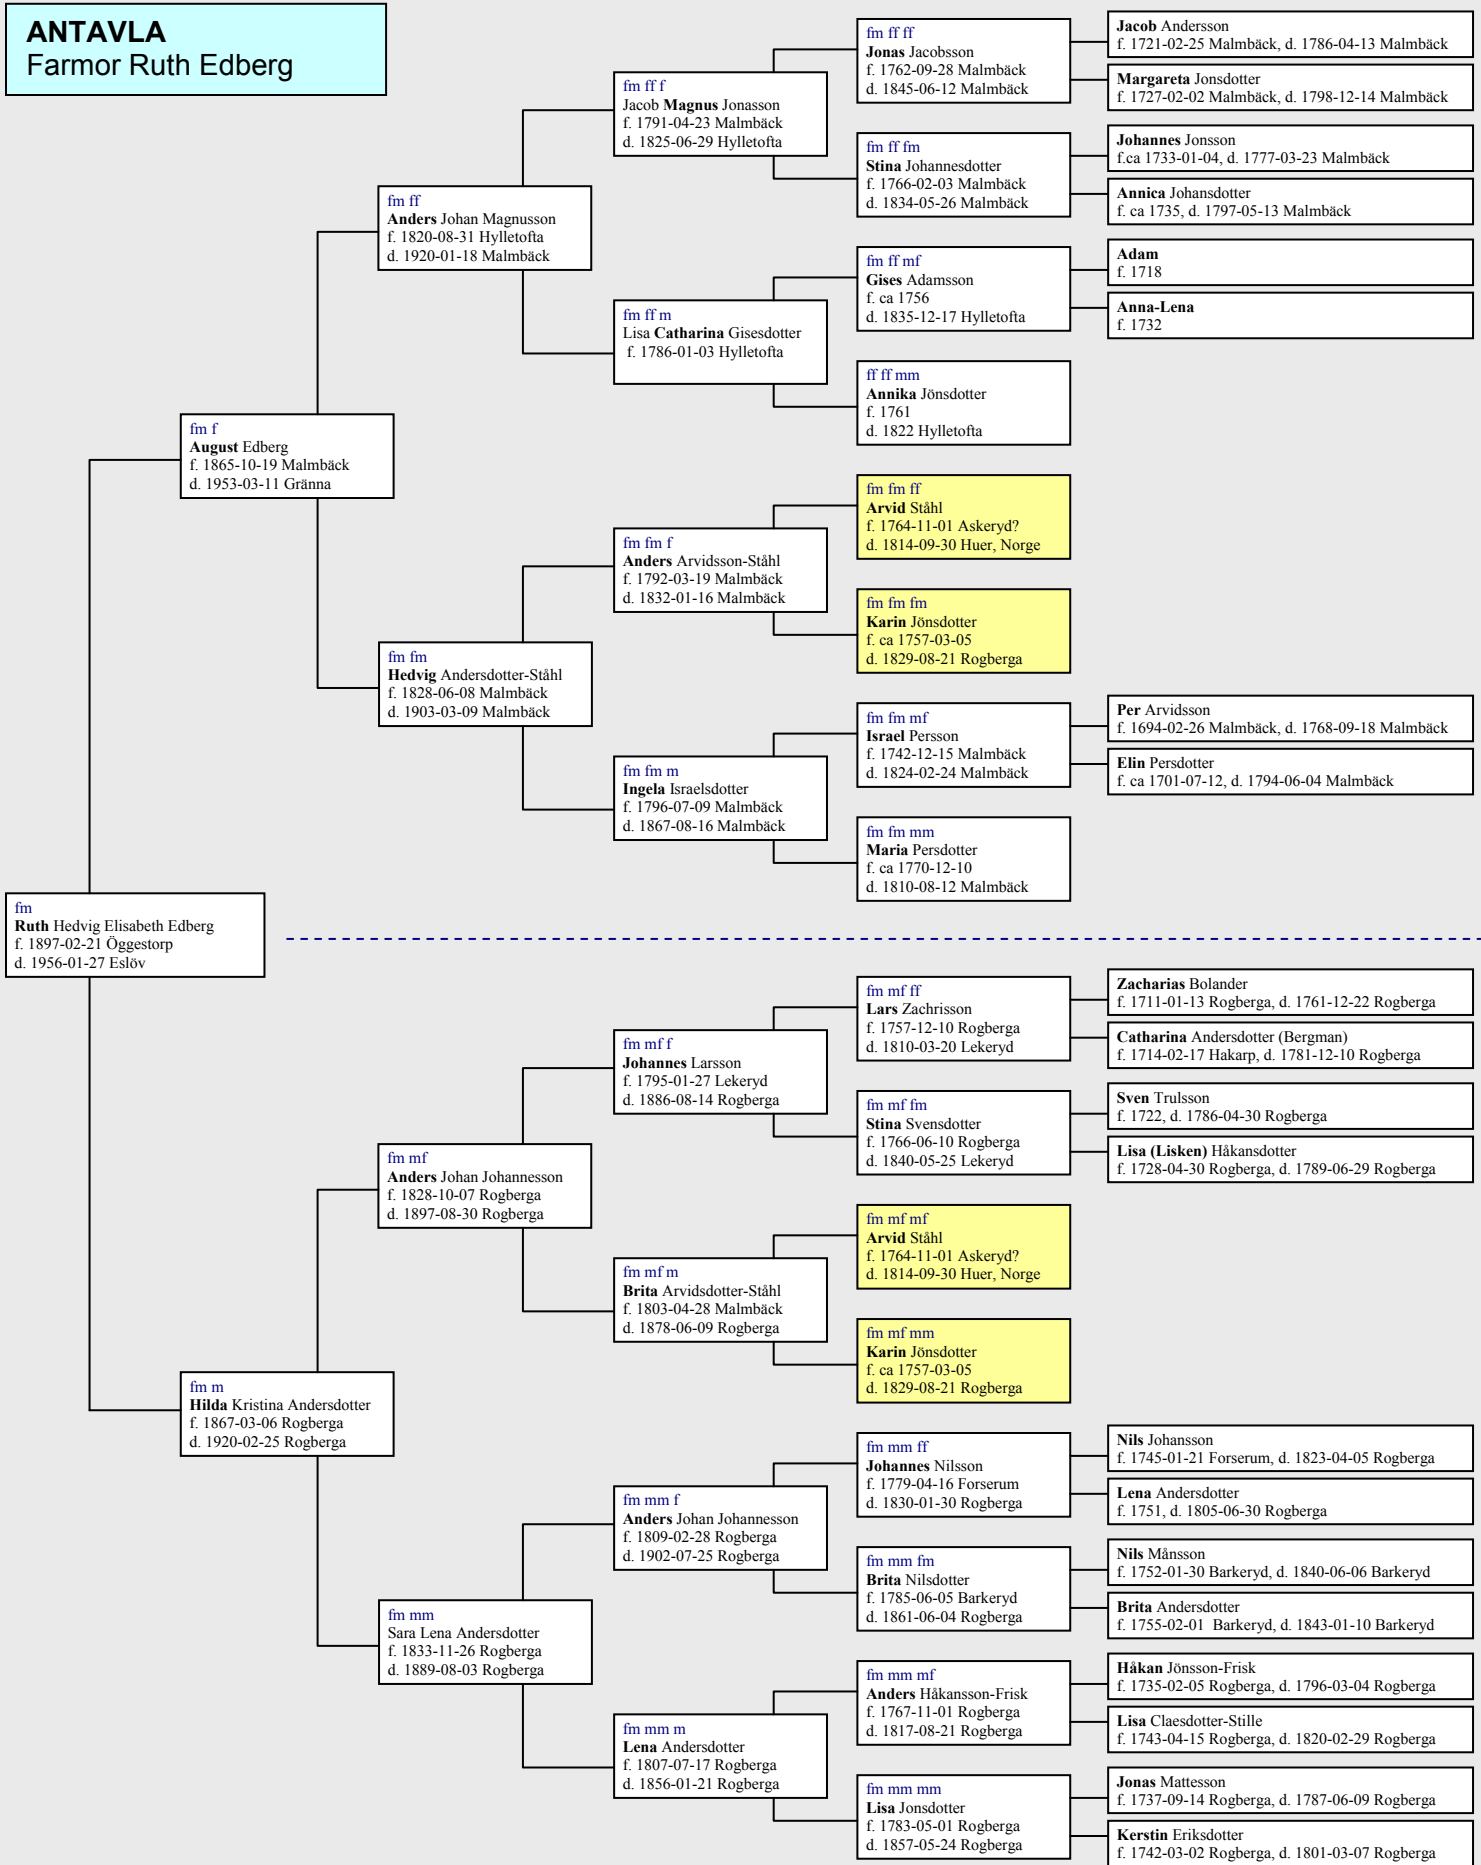 ANTAVLA
Farmor Ruth Edberg
fm
Ruth Hedvig Elisabeth Edberg
f. 1897-02-21 Öggestorp
d. 1956-01-27 Eslöv
fm f
August Edberg
f. 1865-10-19 Malmbäck
d. 1953-03-11 Gränna
fm m
Hilda Kristina Andersdotter
f. 1867-03-06 Rogberga
d. 1920-02-25 Rogberga
fm ff
Anders Johan Magnusson
f. 1820-08-31 Hylletofta
d. 1920-01-18 Malmbäck
fm fm
Hedvig Andersdotter-Ståhl
f. 1828-06-08 Malmbäck
d. 1903-03-09 Malmbäck
fm mf
Anders Johan Johannesson
f. 1828-10-07 Rogberga
d. 1897-08-30 Rogberga
fm mm
Sara Lena Andersdotter
f. 1833-11-26 Rogberga
d. 1889-08-03 Rogberga
fm ff f
Jacob Magnus Jonasson
f. 1791-04-23 Malmbäck
d. 1825-06-29 Hylletofta
fm ff m
Lisa Catharina Gisesdotter
f. 1786-01-03 Hylletofta
fm fm f
Anders Arvidsson-Ståhl
f. 1792-03-19 Malmbäck
d. 1832-01-16 Malmbäck
fm fm m
Ingela Israelsdotter
f. 1796-07-09 Malmbäck
d. 1867-08-16 Malmbäck
fm mf f
Johannes Larsson
f. 1795-01-27 Lekeryd
d. 1886-08-14 Rogberga
fm mf m
Brita Arvidsdotter-Ståhl
f. 1803-04-28 Malmbäck
d. 1878-06-09 Rogberga
fm mm f
Anders Johan Johannesson
f. 1809-02-28 Rogberga
d. 1902-07-25 Rogberga
fm mm m
Lena Andersdotter
f. 1807-07-17 Rogberga
d. 1856-01-21 Rogberga
fm ff ff
Jonas Jacobsson
f. 1762-09-28 Malmbäck
d. 1845-06-12 Malmbäck
fm ff fm
Stina Johannesdotter
f. 1766-02-03 Malmbäck
d. 1834-05-26 Malmbäck
fm ff mf
Gises Adamsson
f. ca 1756
d. 1835-12-17 Hylletofta
ff ff mm
Annika Jönsdotter
f. 1761
d. 1822 Hylletofta
fm fm ff
Arvid Ståhl
f. 1764-11-01 Askeryd?
d. 1814-09-30 Huer, Norge
fm fm fm
Karin Jönsdotter
f. ca 1757-03-05
d. 1829-08-21 Rogberga
fm fm mf
Israel Persson
f. 1742-12-15 Malmbäck
d. 1824-02-24 Malmbäck
fm fm mm
Maria Persdotter
f. ca 1770-12-10
d. 1810-08-12 Malmbäck
fm mf ff
Lars Zachrisson
f. 1757-12-10 Rogberga
d. 1810-03-20 Lekeryd
fm mf fm
Stina Svensdotter
f. 1766-06-10 Rogberga
d. 1840-05-25 Lekeryd
fm mf mf
Arvid Ståhl
f. 1764-11-01 Askeryd?
d. 1814-09-30 Huer, Norge
fm mf mm
Karin Jönsdotter
f. ca 1757-03-05
d. 1829-08-21 Rogberga
fm mm ff
Johannes Nilsson
f. 1779-04-16 Forserum
d. 1830-01-30 Rogberga
fm mm fm
Brita Nilsdotter
f. 1785-06-05 Barkeryd
d. 1861-06-04 Rogberga
fm mm mf
Anders Håkansson-Frisk
f. 1767-11-01 Rogberga
d. 1817-08-21 Rogberga
fm mm mm
Lisa Jonsdotter
f. 1783-05-01 Rogberga
d. 1857-05-24 Rogberga
Jacob Andersson
f. 1721-02-25 Malmbäck, d. 1786-04-13 Malmbäck
Margareta Jonsdotter
f. 1727-02-02 Malmbäck, d. 1798-12-14 Malmbäck
Johannes Jonsson
f.ca 1733-01-04, d. 1777-03-23 Malmbäck
Annica Johansdotter
f. ca 1735, d. 1797-05-13 Malmbäck
Adam
f. 1718
Anna-Lena
f. 1732
Per Arvidsson
f. 1694-02-26 Malmbäck, d. 1768-09-18 Malmbäck
Elin Persdotter
f. ca 1701-07-12, d. 1794-06-04 Malmbäck
Zacharias Bolander
f. 1711-01-13 Rogberga, d. 1761-12-22 Rogberga
Catharina Andersdotter (Bergman)
f. 1714-02-17 Hakarp, d. 1781-12-10 Rogberga
Sven Trulsson
f. 1722, d. 1786-04-30 Rogberga
Lisa (Lisken) Håkansdotter
f. 1728-04-30 Rogberga, d. 1789-06-29 Rogberga
Nils Johansson
f. 1745-01-21 Forserum, d. 1823-04-05 Rogberga
Lena Andersdotter
f. 1751, d. 1805-06-30 Rogberga
Nils Månsson
f. 1752-01-30 Barkeryd, d. 1840-06-06 Barkeryd
Brita Andersdotter
f. 1755-02-01 Barkeryd, d. 1843-01-10 Barkeryd
Håkan Jönsson-Frisk
f. 1735-02-05 Rogberga, d. 1796-03-04 Rogberga
Lisa Claesdotter-Stille
f. 1743-04-15 Rogberga, d. 1820-02-29 Rogberga
Jonas Mattesson
f. 1737-09-14 Rogberga, d. 1787-06-09 Rogberga
Kerstin Eriksdotter
f. 1742-03-02 Rogberga, d. 1801-03-07 Rogberga